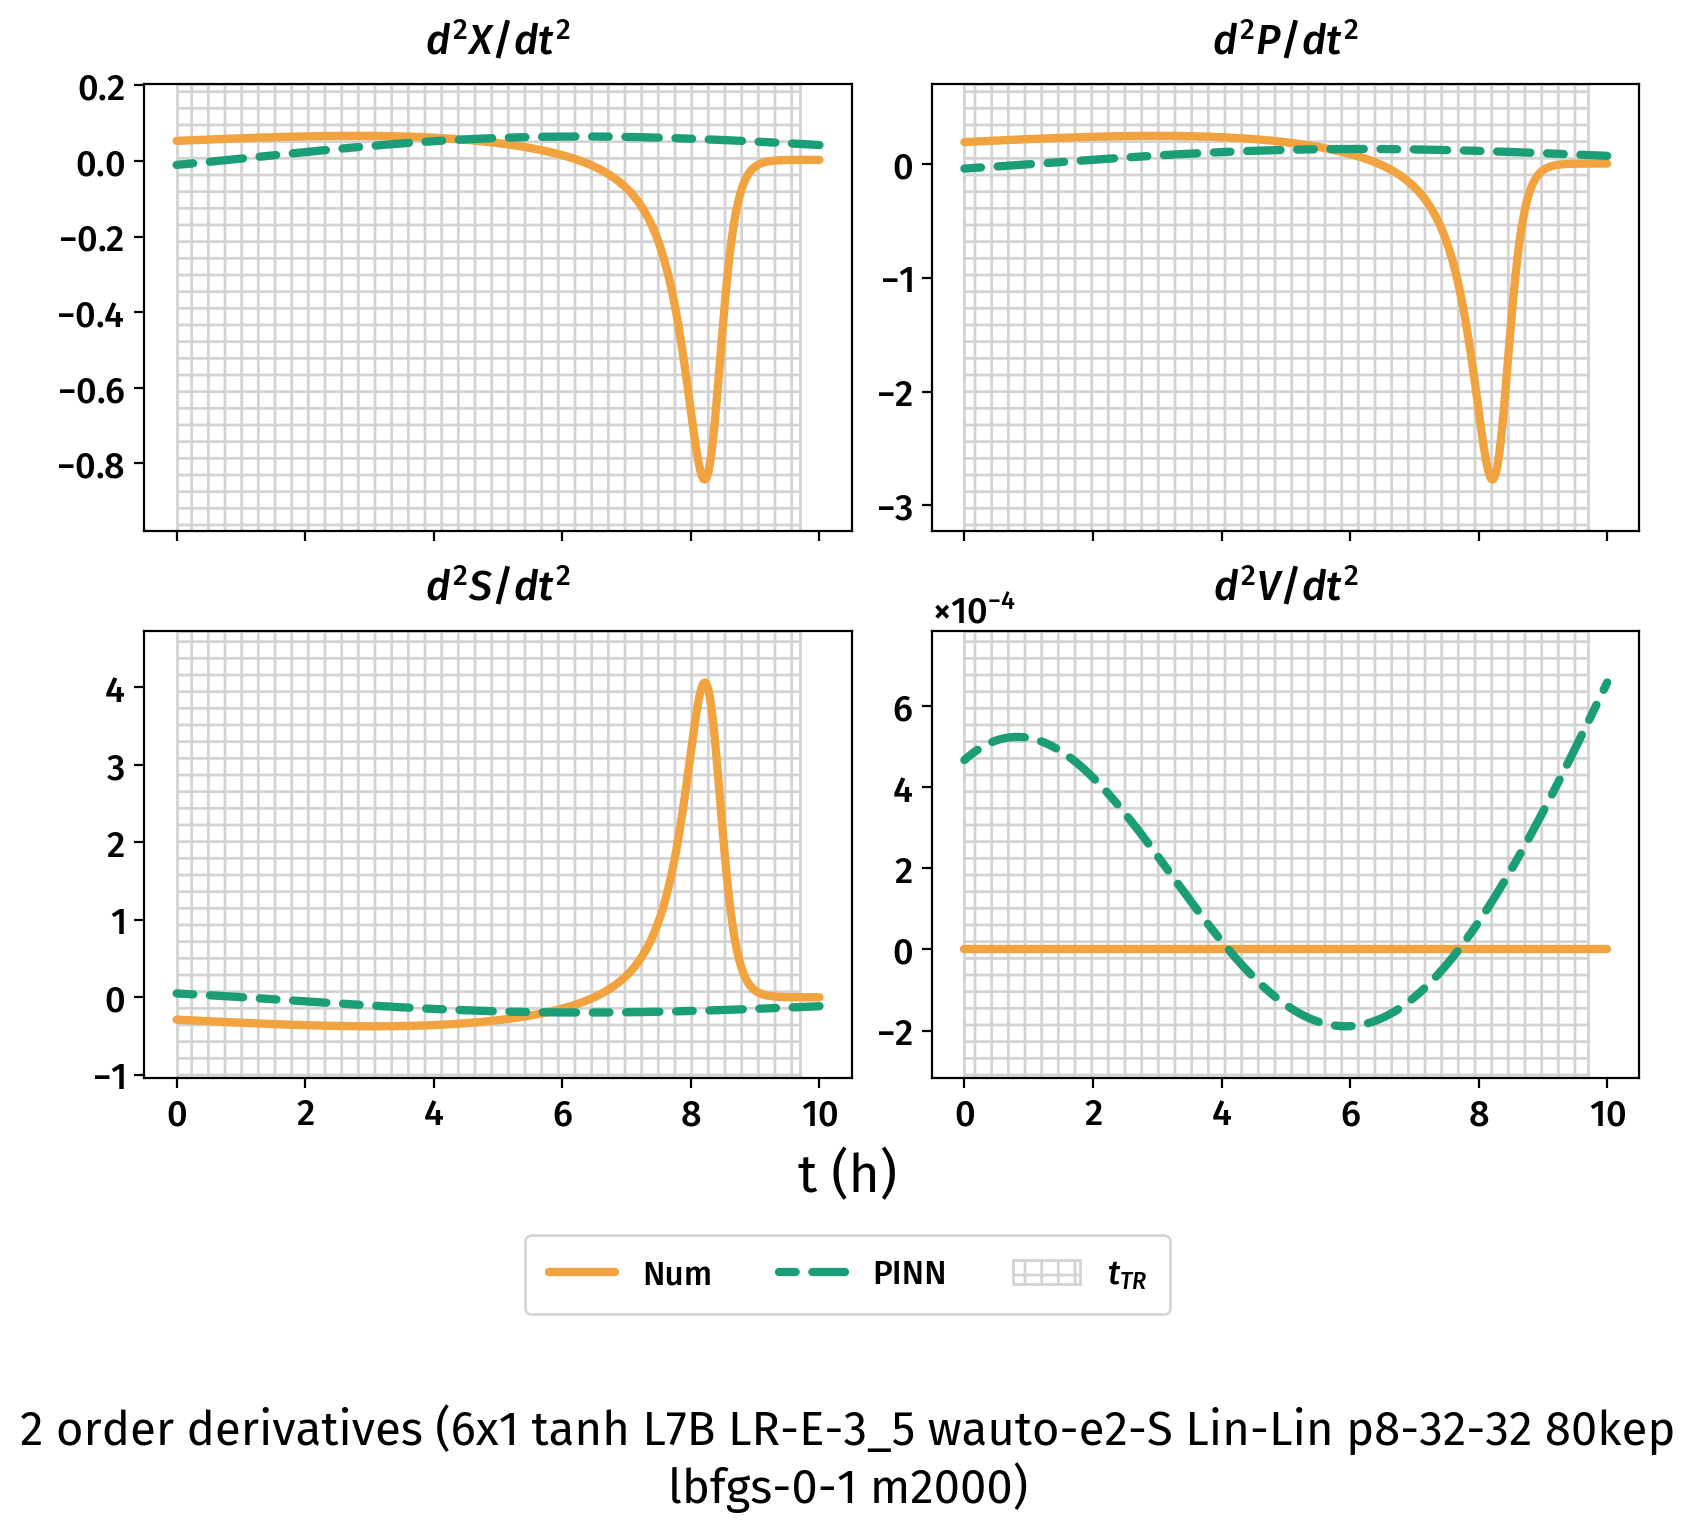 d²X/dt²
d²P/dt²
0.2
0.0
−0.2
−0.4
−0.6
−0.8
0
−1
−2
−3
d²S/dt²
d²V/dt²
×10⁻⁴
4
3
2
1
0
−1
6
4
2
0
−2
0 2 4 6 8 10
0 2 4 6 8 10
t (h)
Num PINN t_TR
2 order derivatives (6x1 tanh L7B LR-E-3_5 wauto-e2-S Lin-Lin p8-32-32 80kep
lbfgs-0-1 m2000)